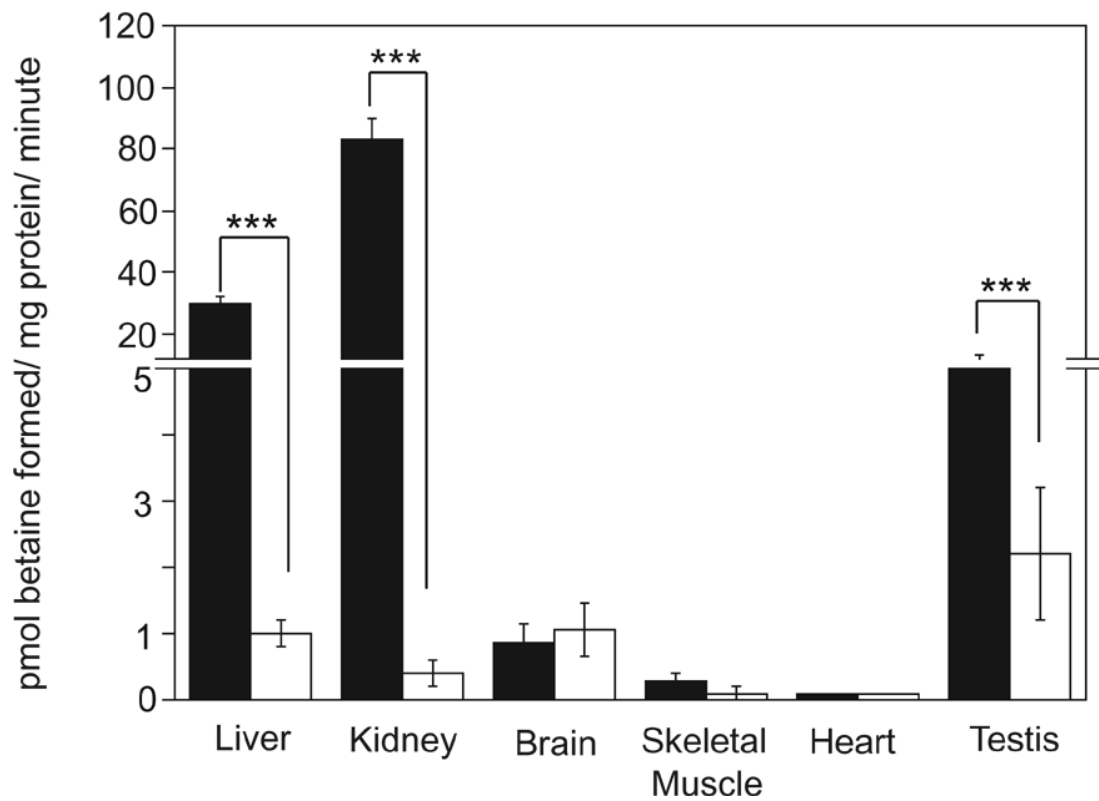 pmol betaine formed/ mg protein/ minute
120
100
80
60
40
20
5
3
1
0
***
***
***
Liver
Kidney
Brain
Skeletal
Muscle
Heart
Testis